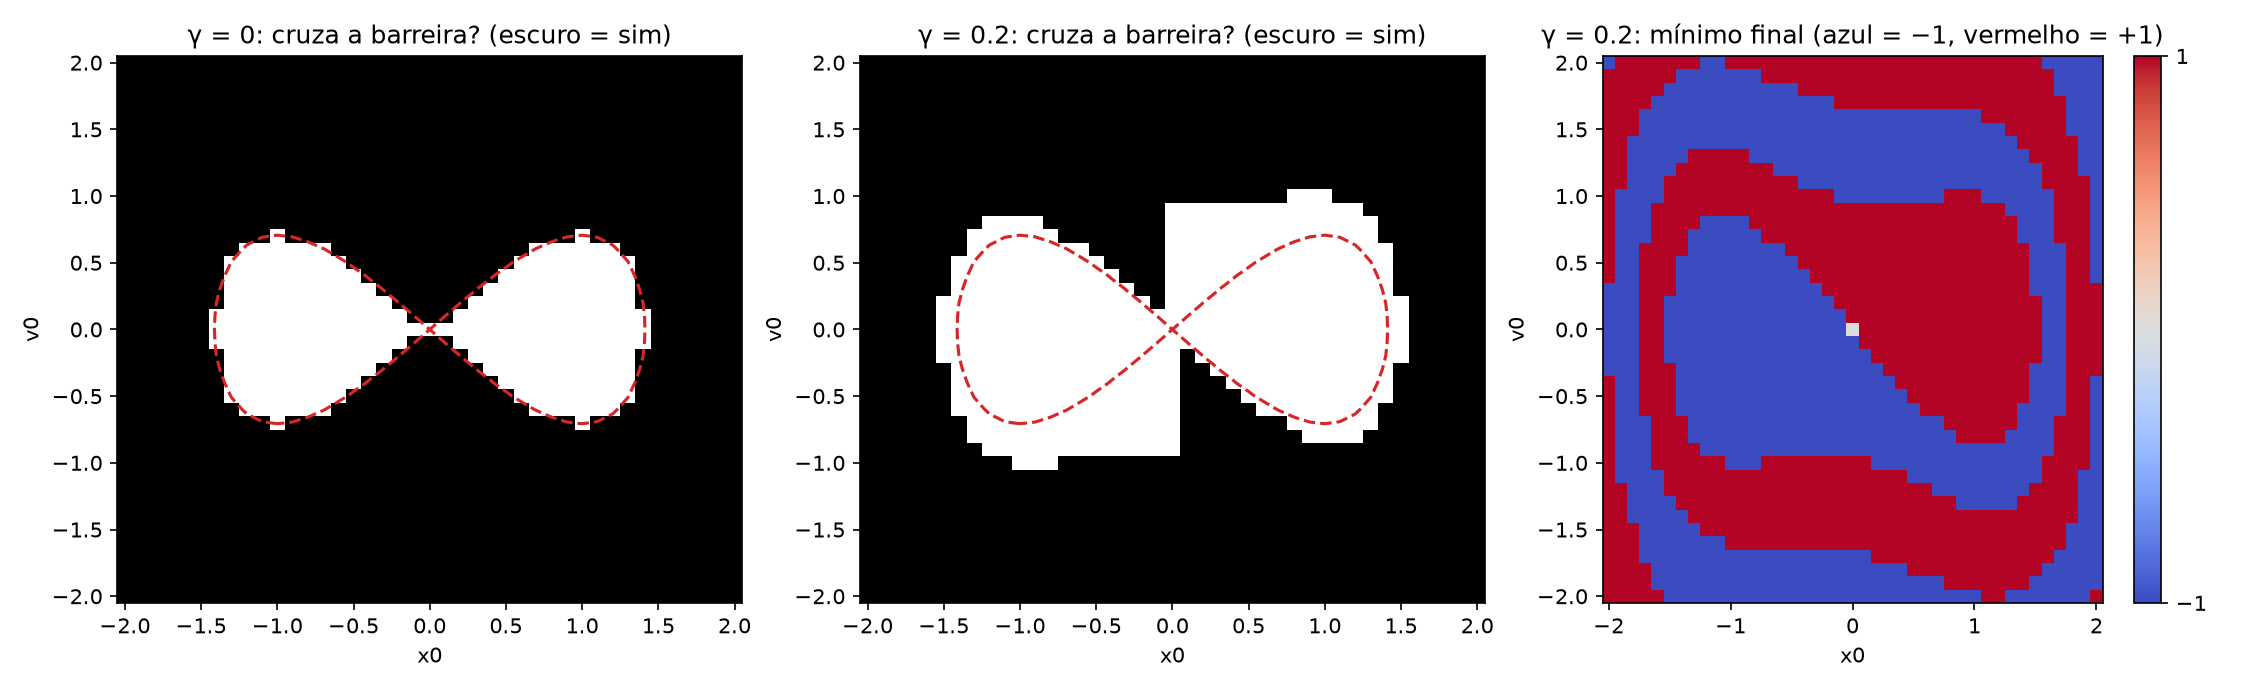 γ = 0: cruza a barreira? (escuro = sim)
2.0
1.5
1.0
0.5
0.0
−0.5
−1.0
−1.5
−2.0
v0
−2.0 −1.5 −1.0 −0.5 0.0 0.5 1.0 1.5 2.0
x0
γ = 0.2: cruza a barreira? (escuro = sim)
2.0
1.5
1.0
0.5
0.0
−0.5
−1.0
−1.5
−2.0
v0
−2.0 −1.5 −1.0 −0.5 0.0 0.5 1.0 1.5 2.0
x0
γ = 0.2: mínimo final (azul = −1, vermelho = +1)
2.0
1.5
1.0
0.5
0.0
−0.5
−1.0
−1.5
−2.0
v0
−2 −1 0 1 2
x0
1
−1